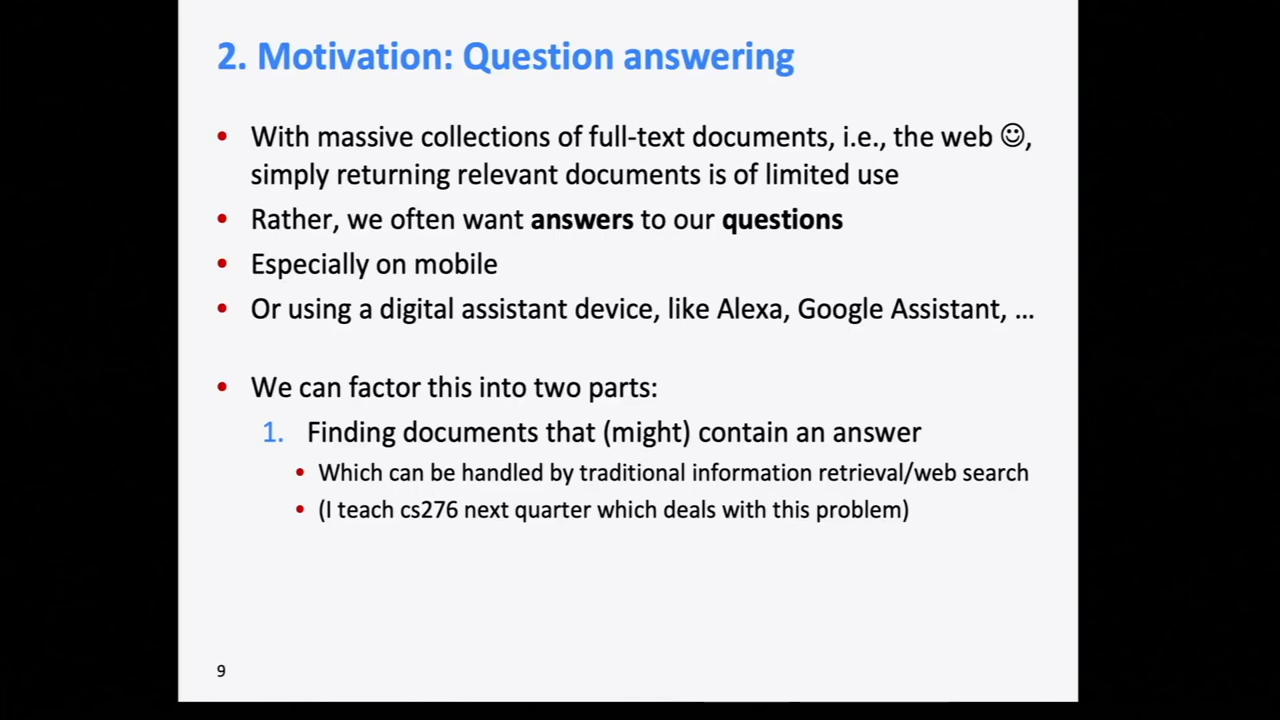 2. Motivation: Question answering
• With massive collections of full-text documents, i.e., the web ☺,
simply returning relevant documents is of limited use
• Rather, we often want answers to our questions
• Especially on mobile
• Or using a digital assistant device, like Alexa, Google Assistant, …
• We can factor this into two parts:
1. Finding documents that (might) contain an answer
• Which can be handled by traditional information retrieval/web search
• (I teach cs276 next quarter which deals with this problem)
9